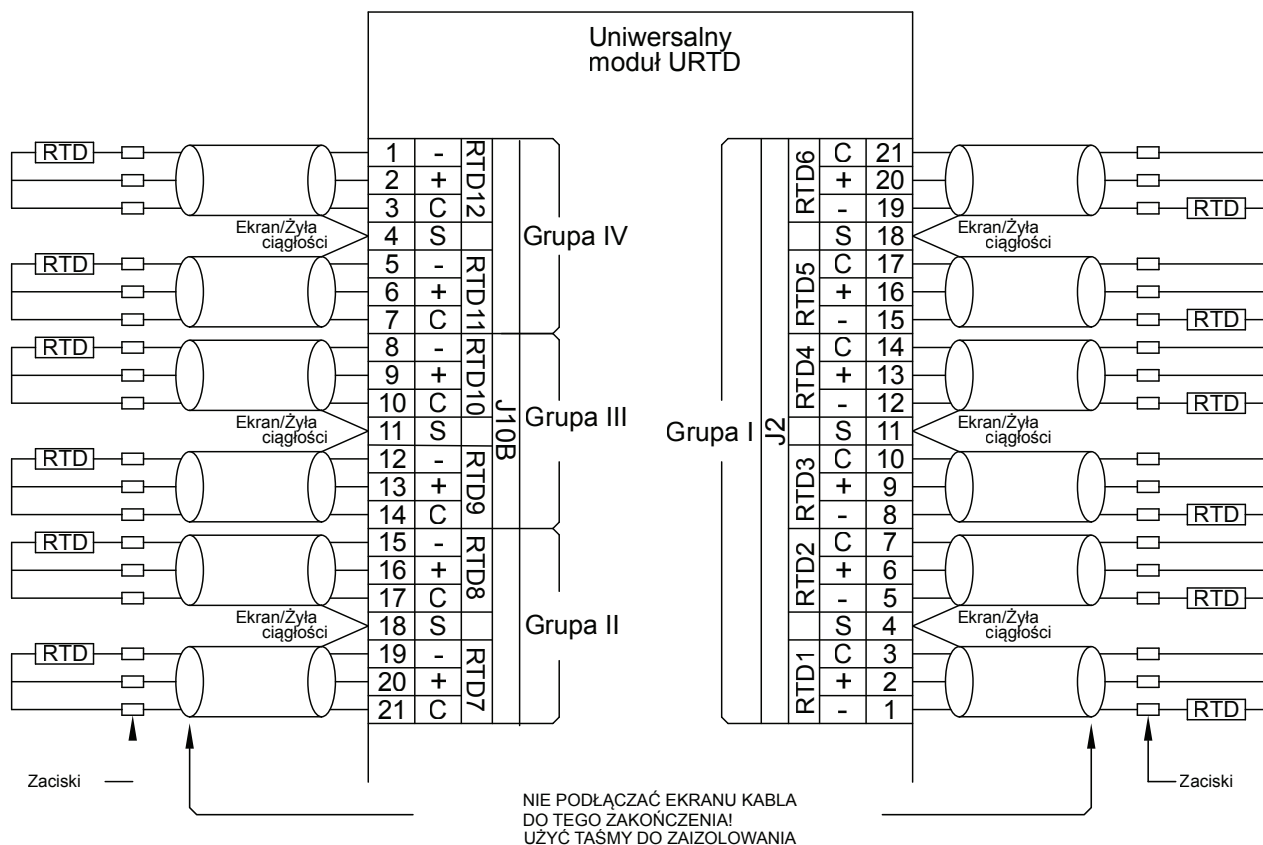 Uniwersalny
moduł URTD
RTD 1 - RTD12
2 +
3 C
Ekran/Żyła
ciągłości
4 S
RTD 5 - RTD11
6 +
7 C
Grupa IV
RTD 8 - RTD10
9 +
10 C
Ekran/Żyła
ciągłości
11 S
RTD 12 - RTD9
13 +
14 C
Grupa III
J10B
RTD 15 - RTD8
16 +
17 C
Ekran/Żyła
ciągłości
18 S
RTD 19 - RTD7
20 +
21 C
Grupa II
Zaciski
Grupa I
J2
RTD6 C 21
+ 20
- 19 RTD
S 18
Ekran/Żyła
ciągłości
RTD5 C 17
+ 16
- 15 RTD
RTD4 C 14
+ 13
- 12 RTD
S 11
Ekran/Żyła
ciągłości
RTD3 C 10
+ 9
- 8 RTD
RTD2 C 7
+ 6
- 5 RTD
S 4
Ekran/Żyła
ciągłości
RTD1 C 3
+ 2
- 1 RTD
Zaciski
NIE PODŁĄCZAĆ EKRANU KABLA
DO TEGO ZAKOŃCZENIA!
UŻYĆ TAŚMY DO ZAIZOLOWANIA